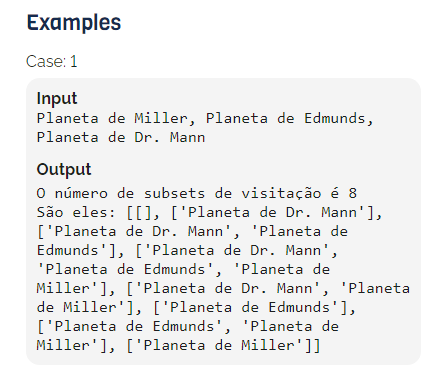 Examples
Case: 1
Input
Planeta de Miller, Planeta de Edmunds,
Planeta de Dr. Mann
Output
O número de subsets de visitação é 8
São eles: [[], ['Planeta de Dr. Mann'],
['Planeta de Dr. Mann', 'Planeta de
Edmunds'], ['Planeta de Dr. Mann',
'Planeta de Edmunds', 'Planeta de
Miller'], ['Planeta de Dr. Mann', 'Planeta
de Miller'], ['Planeta de Edmunds'],
['Planeta de Edmunds', 'Planeta de
Miller'], ['Planeta de Miller']]